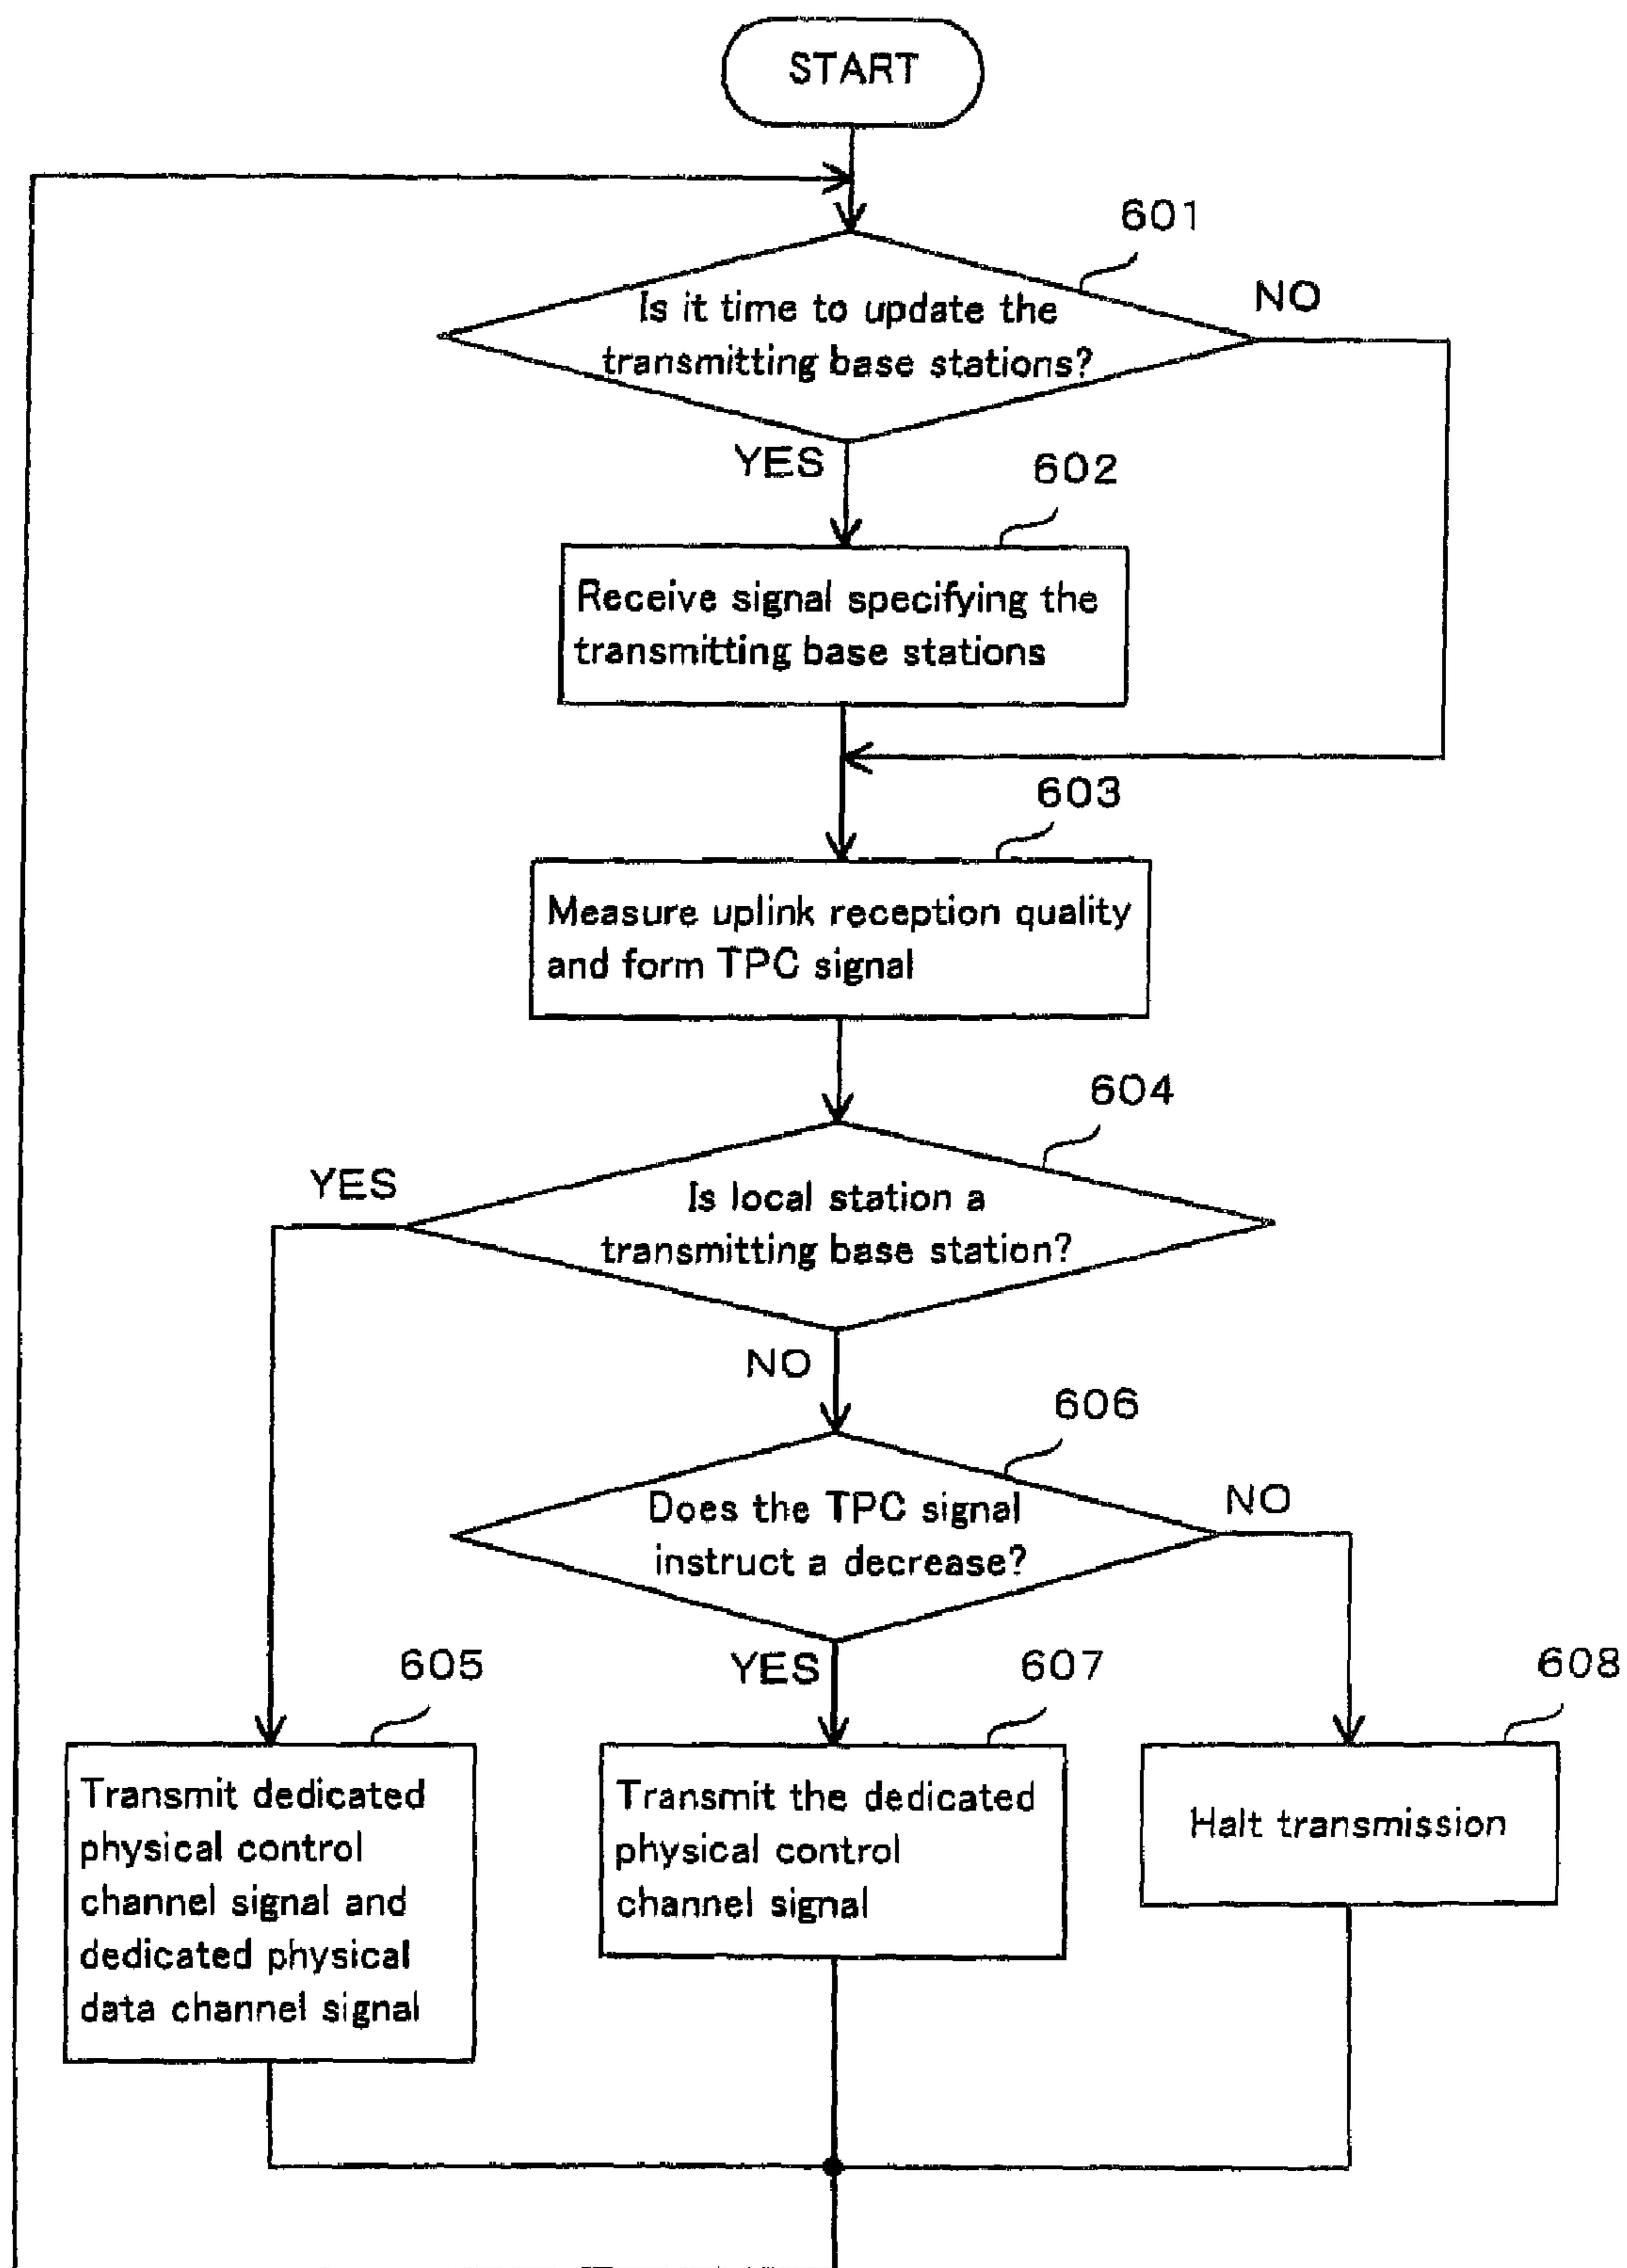 START
601
Is it time to update the
transmitting base stations?
NO
YES
602
Receive signal specifying the
transmitting base stations
603
Measure uplink reception quality
and form TPC signal
604
YES
Is local station a
transmitting base station?
NO
606
Does the TPC signal
instruct a decrease?
NO
YES
605
607
608
Transmit dedicated
physical control
channel signal and
dedicated physical
data channel signal
Transmit the dedicated
physical control
channel signal
Halt transmission